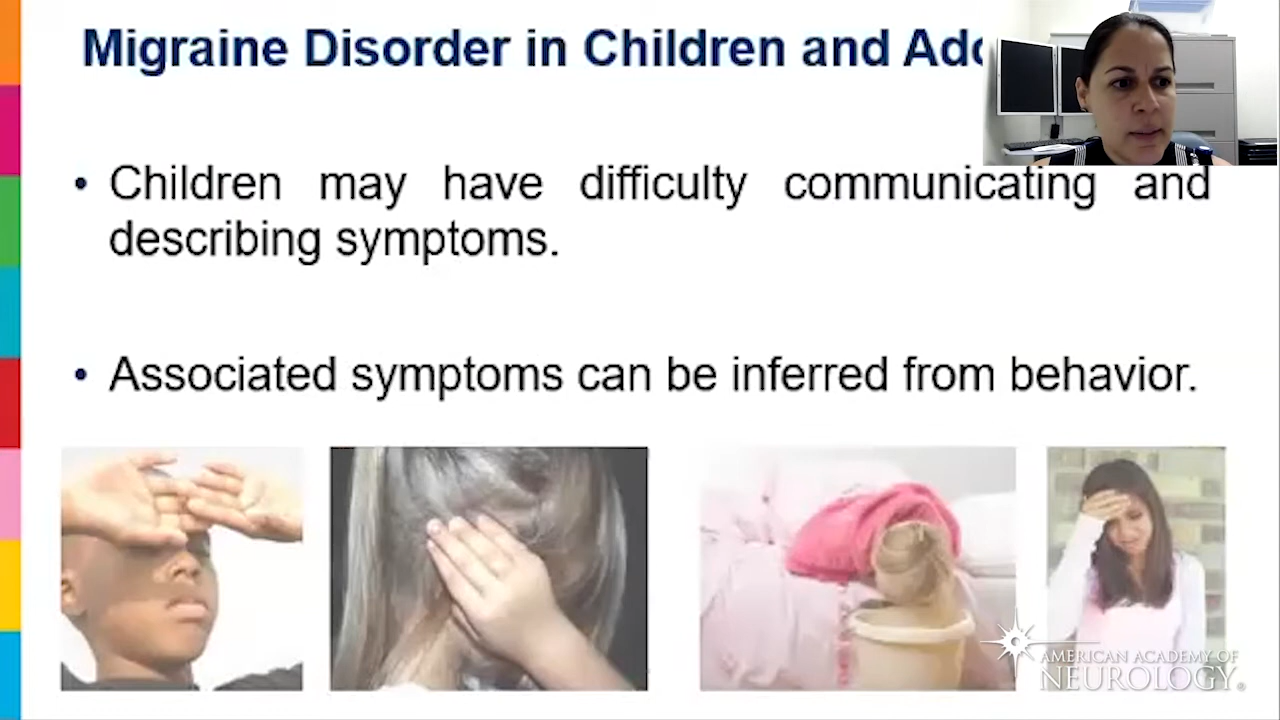 Migraine Disorder in Children and Ado
Children may have difficulty communicating and
describing symptoms.
Associated symptoms can be inferred from behavior.
AMERICAN ACADEMY OF
NEUROLOGY®